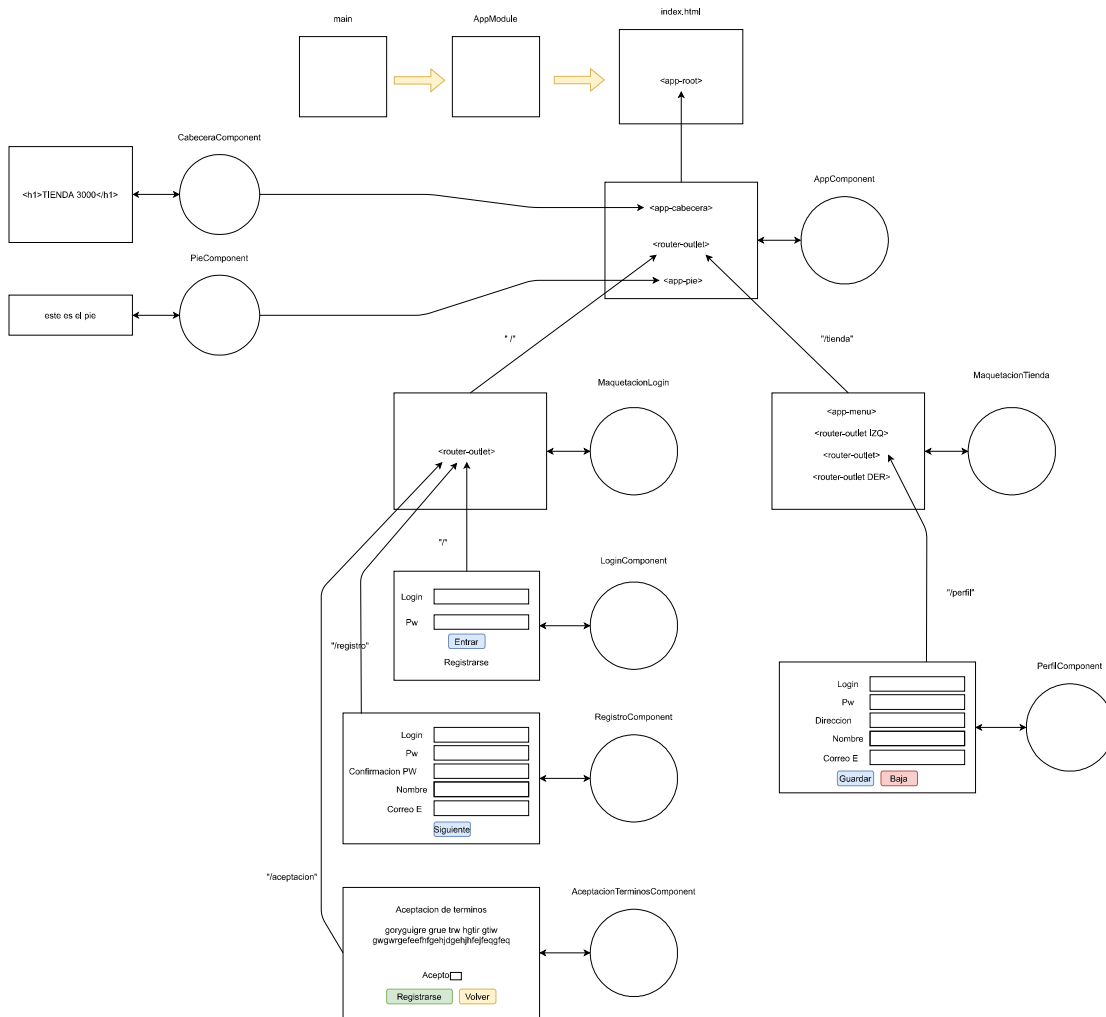 main
AppModule
index.html
<app-root>
CabeceraComponent
<h1>TIENDA 3000</h1>
AppComponent
<app-cabecera>
<router-outlet>
<app-pie>
PieComponent
este es el pie
" /"
"/tienda"
MaquetacionLogin
<router-outlet>
MaquetacionTienda
<app-menu>
<router-outlet IZQ>
<router-outlet>
<router-outlet DER>
"/"
LoginComponent
Login
Pw
Entrar
Registrarse
"/registro"
"/perfil"
RegistroComponent
Login
Pw
Confirmacion PW
Nombre
Correo E
Siguiente
PerfilComponent
Login
Pw
Direccion
Nombre
Correo E
Guardar
Baja
"/aceptacion"
AceptacionTerminosComponent
Aceptacion de terminos
goryguigre grue trw hgtir gtiw
gwgwrgefeefhfgehjdgehjhfejfeqgfeq
Acepto
Registrarse
Volver